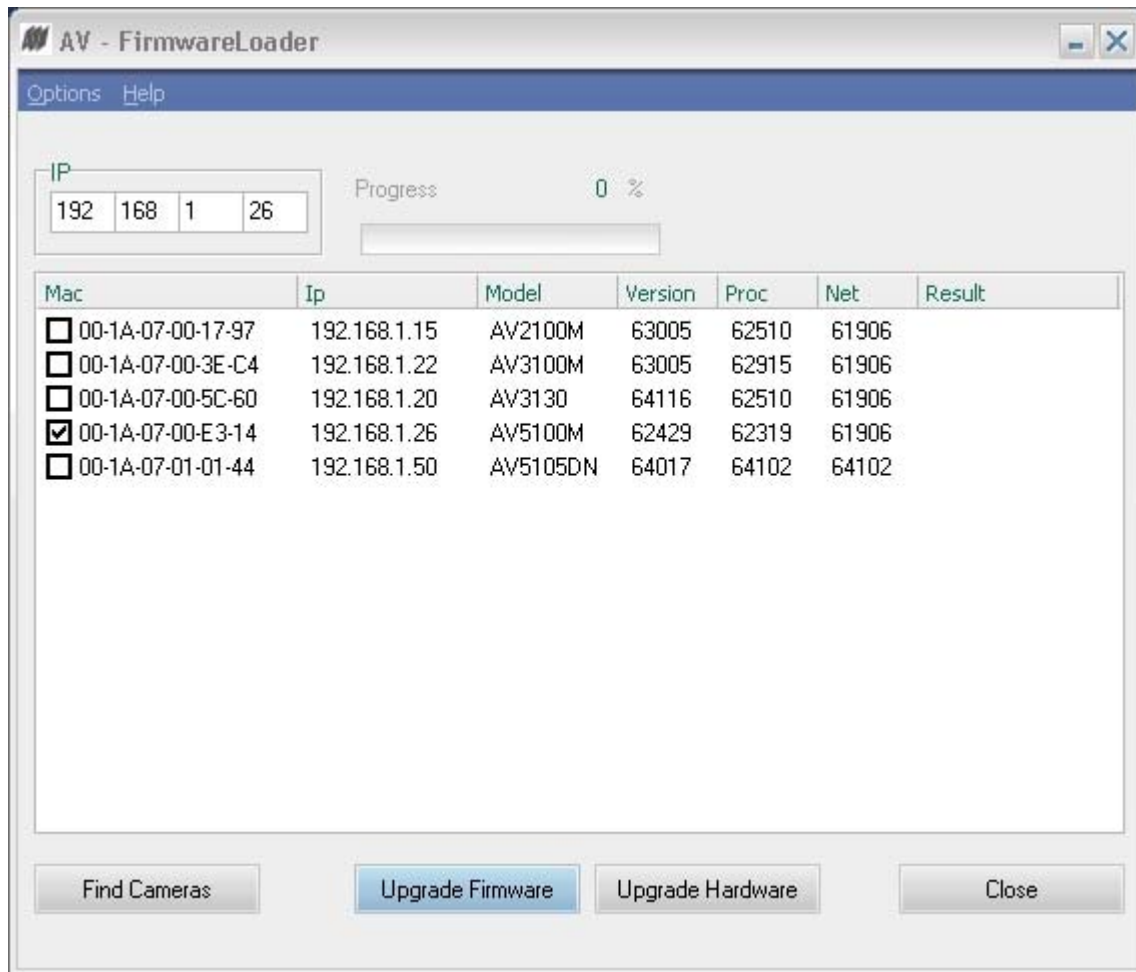 AV - FirmwareLoader
Options Help
IP
192 168 1 26
Progress 0 %
Mac Ip Model Version Proc Net Result
00-1A-07-00-17-97 192.168.1.15 AV2100M 63005 62510 61906
00-1A-07-00-3E-C4 192.168.1.22 AV3100M 63005 62915 61906
00-1A-07-00-5C-60 192.168.1.20 AV3130 64116 62510 61906
00-1A-07-00-E3-14 192.168.1.26 AV5100M 62429 62319 61906
00-1A-07-01-01-44 192.168.1.50 AV5105DN 64017 64102 64102
Find Cameras Upgrade Firmware Upgrade Hardware Close